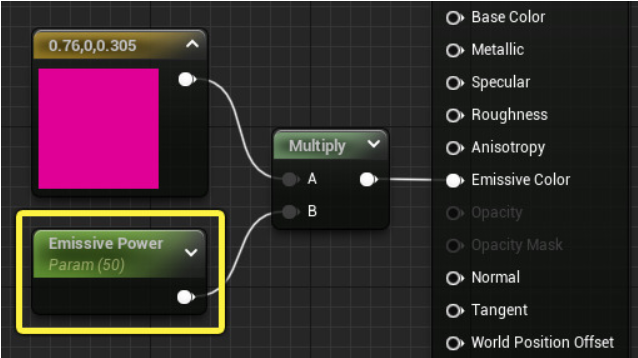 0.76,0,0.305
Emissive Power
Param (50)
Multiply
A
B
Base Color
Metallic
Specular
Roughness
Anisotropy
Emissive Color
Opacity
Opacity Mask
Normal
Tangent
World Position Offset